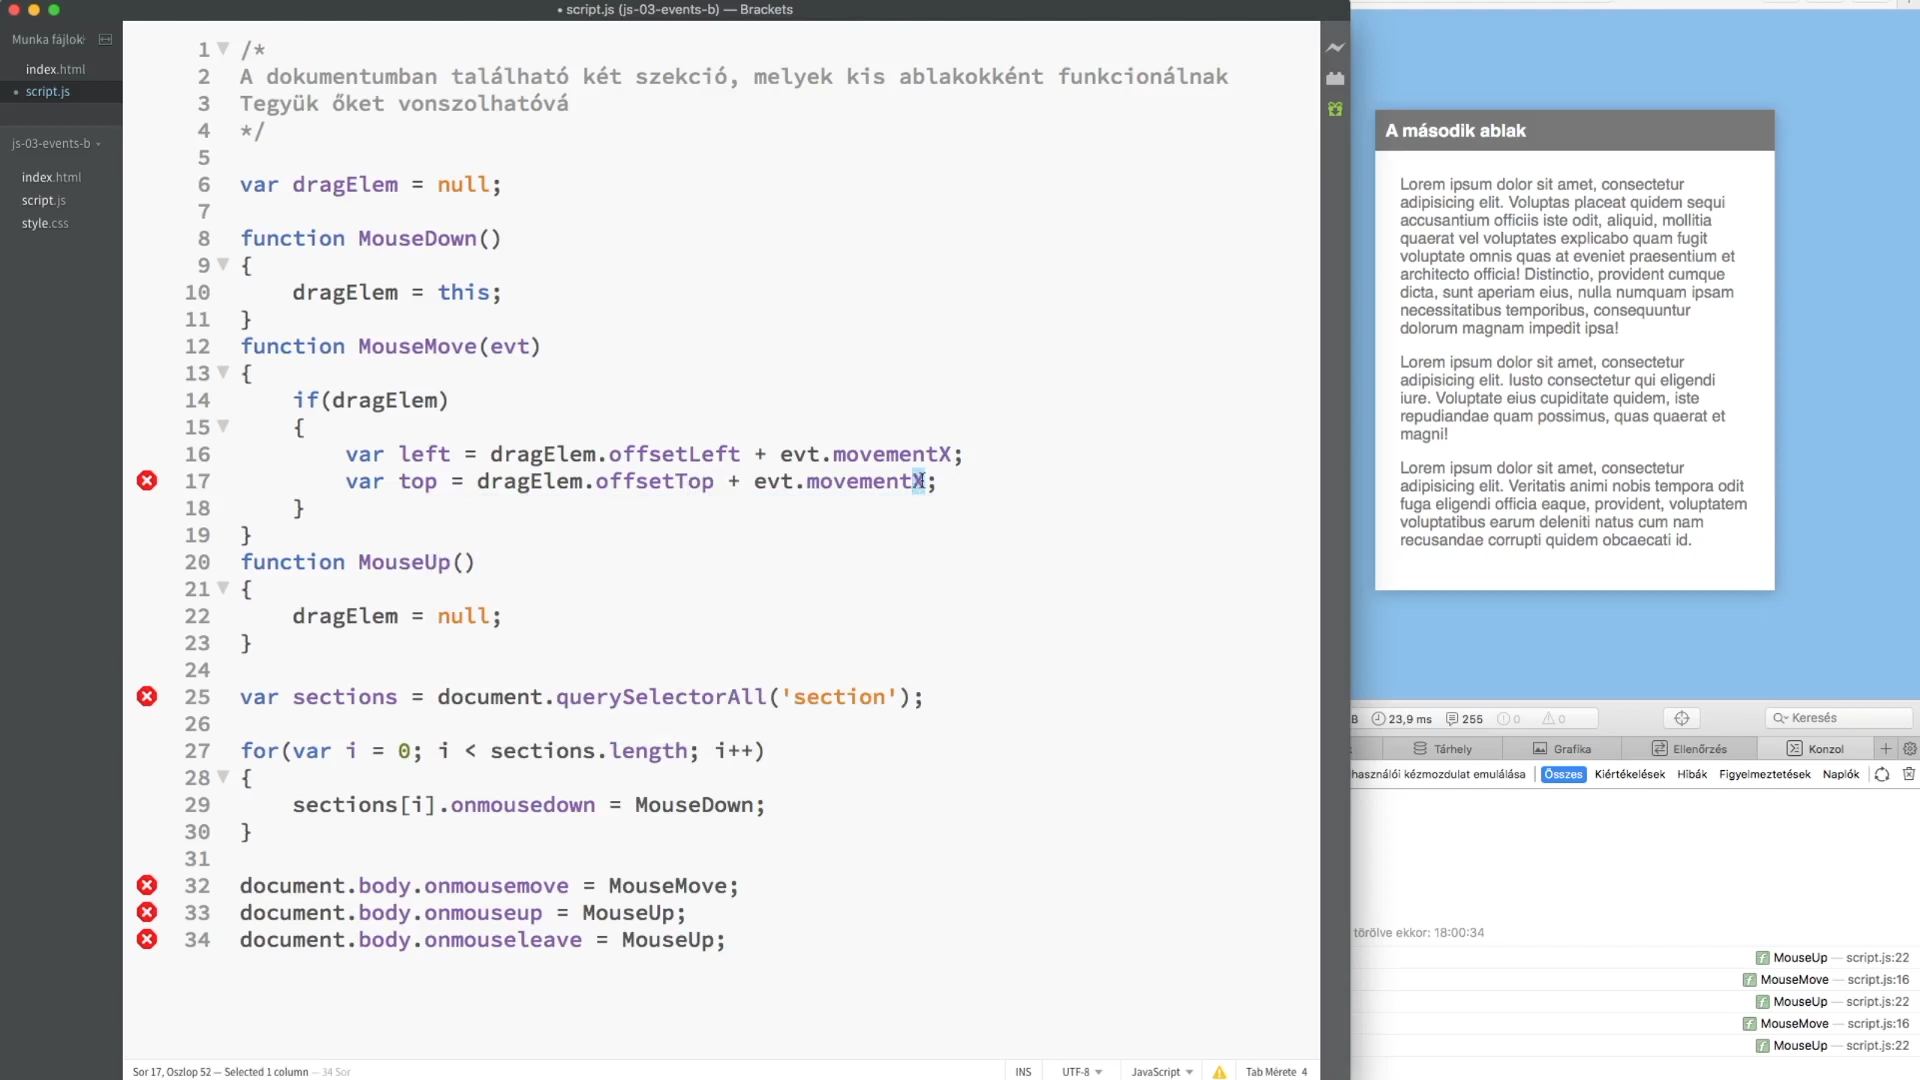 • script.js (js-03-events-b) — Brackets
Munka fájlok
index.html
• script.js
js-03-events-b
index.html
script.js
style.css
1 /*
2 A dokumentumban található két szekció, melyek kis ablakokként funkcionálnak
3 Tegyük őket vonszolhatóvá
4 */
5
6 var dragElem = null;
7
8 function MouseDown()
9 {
10 dragElem = this;
11 }
12 function MouseMove(evt)
13 {
14 if(dragElem)
15 {
16 var left = dragElem.offsetLeft + evt.movementX;
17 var top = dragElem.offsetTop + evt.movementX;
18 }
19 }
20 function MouseUp()
21 {
22 dragElem = null;
23 }
24
25 var sections = document.querySelectorAll('section');
26
27 for(var i = 0; i < sections.length; i++)
28 {
29 sections[i].onmousedown = MouseDown;
30 }
31
32 document.body.onmousemove = MouseMove;
33 document.body.onmouseup = MouseUp;
34 document.body.onmouseleave = MouseUp;
Sor 17, Oszlop 52 — Selected 1 column — 34 Sor
INS UTF-8 JavaScript Tab Mérete 4
A második ablak
Lorem ipsum dolor sit amet, consectetur
adipisicing elit. Voluptas placeat quidem sequi
accusantium officiis iste odit, aliquid, mollitia
quaerat vel voluptates explicabo quam fugit
voluptate omnis quas at eveniet praesentium et
architecto officia! Distinctio, provident cumque
dicta, sunt aperiam eius, nulla numquam ipsam
necessitatibus temporibus, consequuntur
dolorum magnam impedit ipsa!
Lorem ipsum dolor sit amet, consectetur
adipisicing elit. Iusto consectetur qui eligendi
iure. Voluptate eius cupiditate quidem, iste
repudiandae quam possimus, quas quaerat et
magni!
Lorem ipsum dolor sit amet, consectetur
adipisicing elit. Veritatis animi nobis tempora odit
fuga eligendi officia eaque, provident, voluptatem
voluptatibus earum deleniti natus cum nam
recusandae corrupti quidem obcaecati id.
B 23,9 ms 255 0 0 Keresés
Tárhely Grafika Ellenőrzés Konzol
használói kézmozdulat emulálása Összes Kiértékelések Hibák Figyelmeztetések Naplók
törölve ekkor: 18:00:34
f MouseUp — script.js:22
f MouseMove — script.js:16
f MouseUp — script.js:22
f MouseMove — script.js:16
f MouseUp — script.js:22